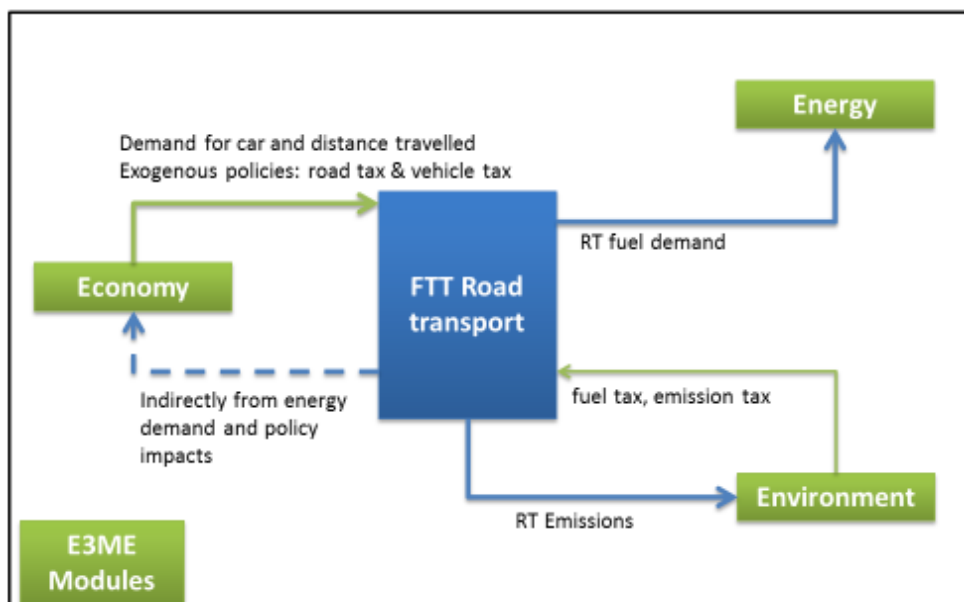 Energy
Demand for car and distance travelled
Exogenous policies: road tax & vehicle tax
RT fuel demand
Economy
FTT Road
transport
Indirectly from energy
demand and policy
impacts
fuel tax, emission tax
Environment
RT Emissions
E3ME
Modules